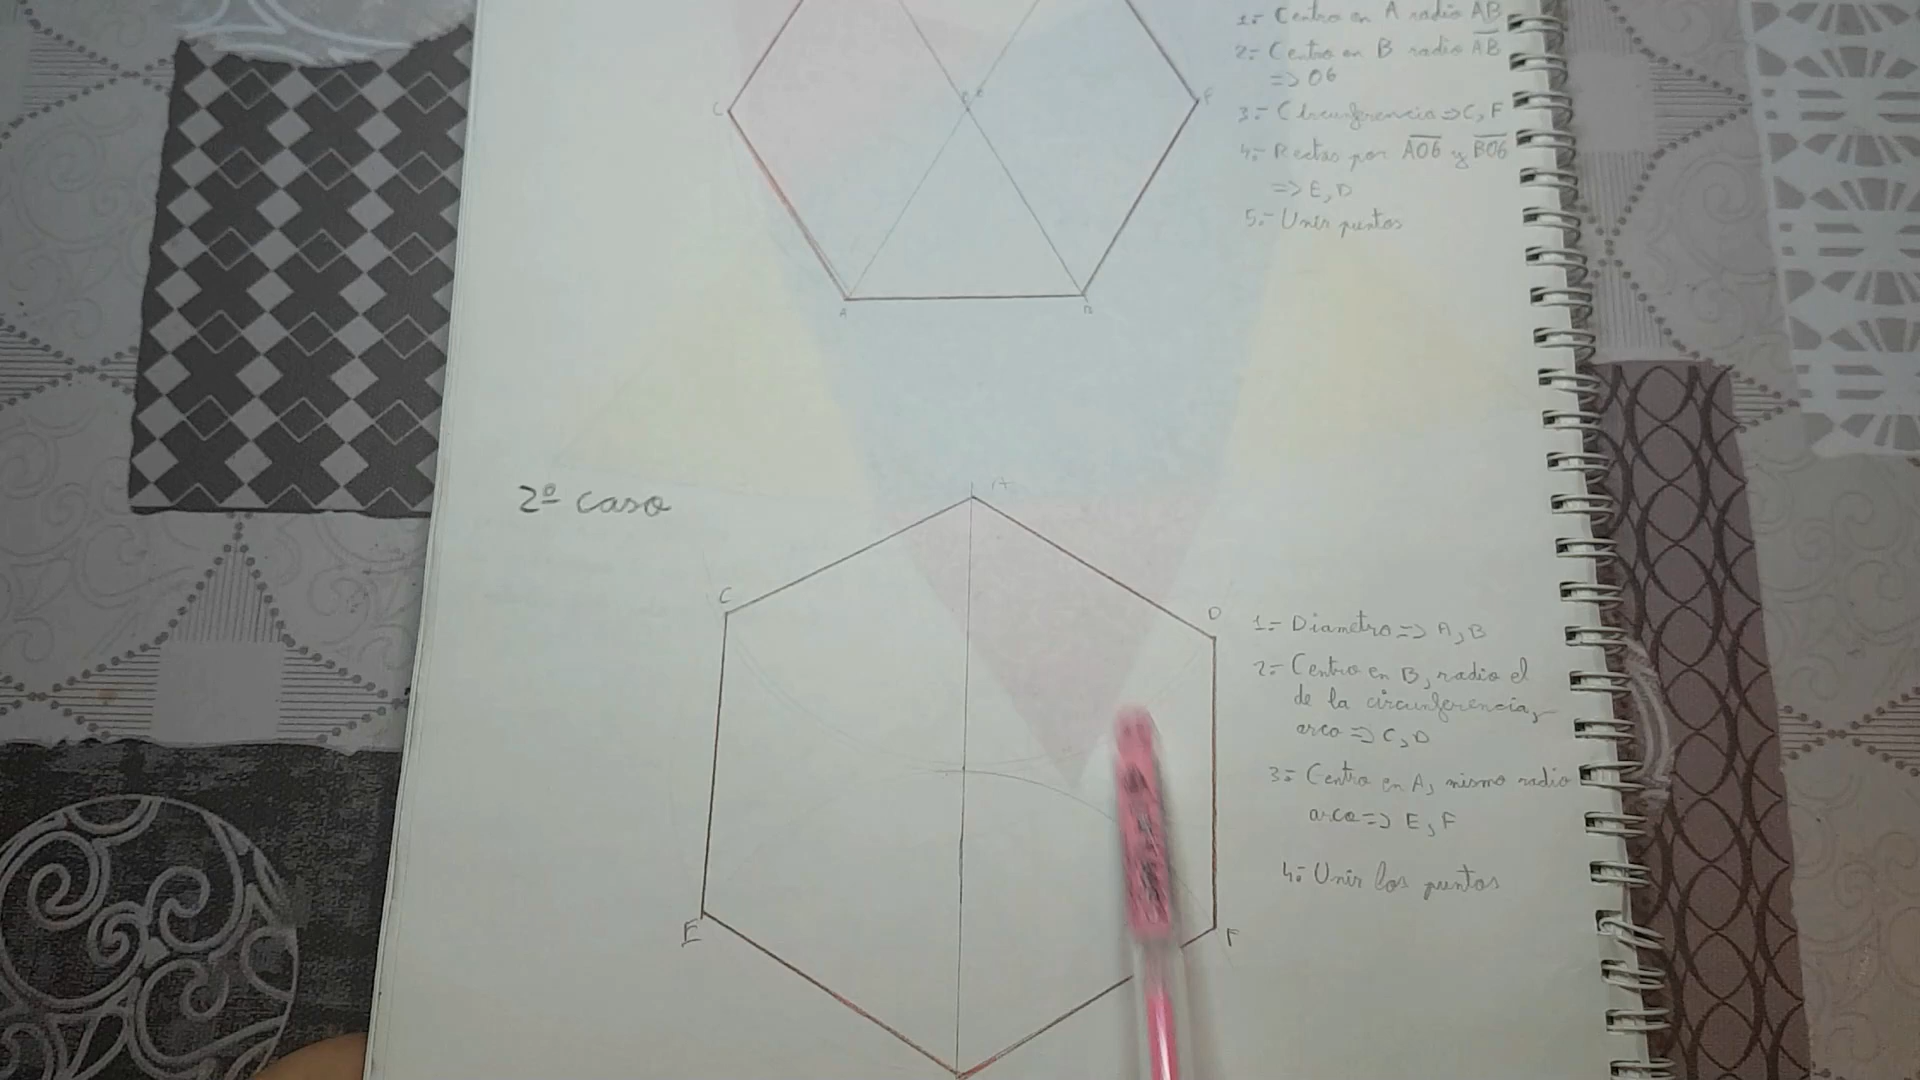 1.- Centro en A radio AB
2.- Centro en B radio AB
=> O6
3.- Circunferencia => C, F
4.- Rectas por AO6 y BO6
=> E, D
5.- Unir puntos
C
F
A
B
2º caso
A
C
D
1.- Diametro => A, B
2.- Centro en B, radio el
de la circunferencia,
arco => C, D
3.- Centro en A, mismo radio
arco => E, F
4.- Unir los puntos
E
F